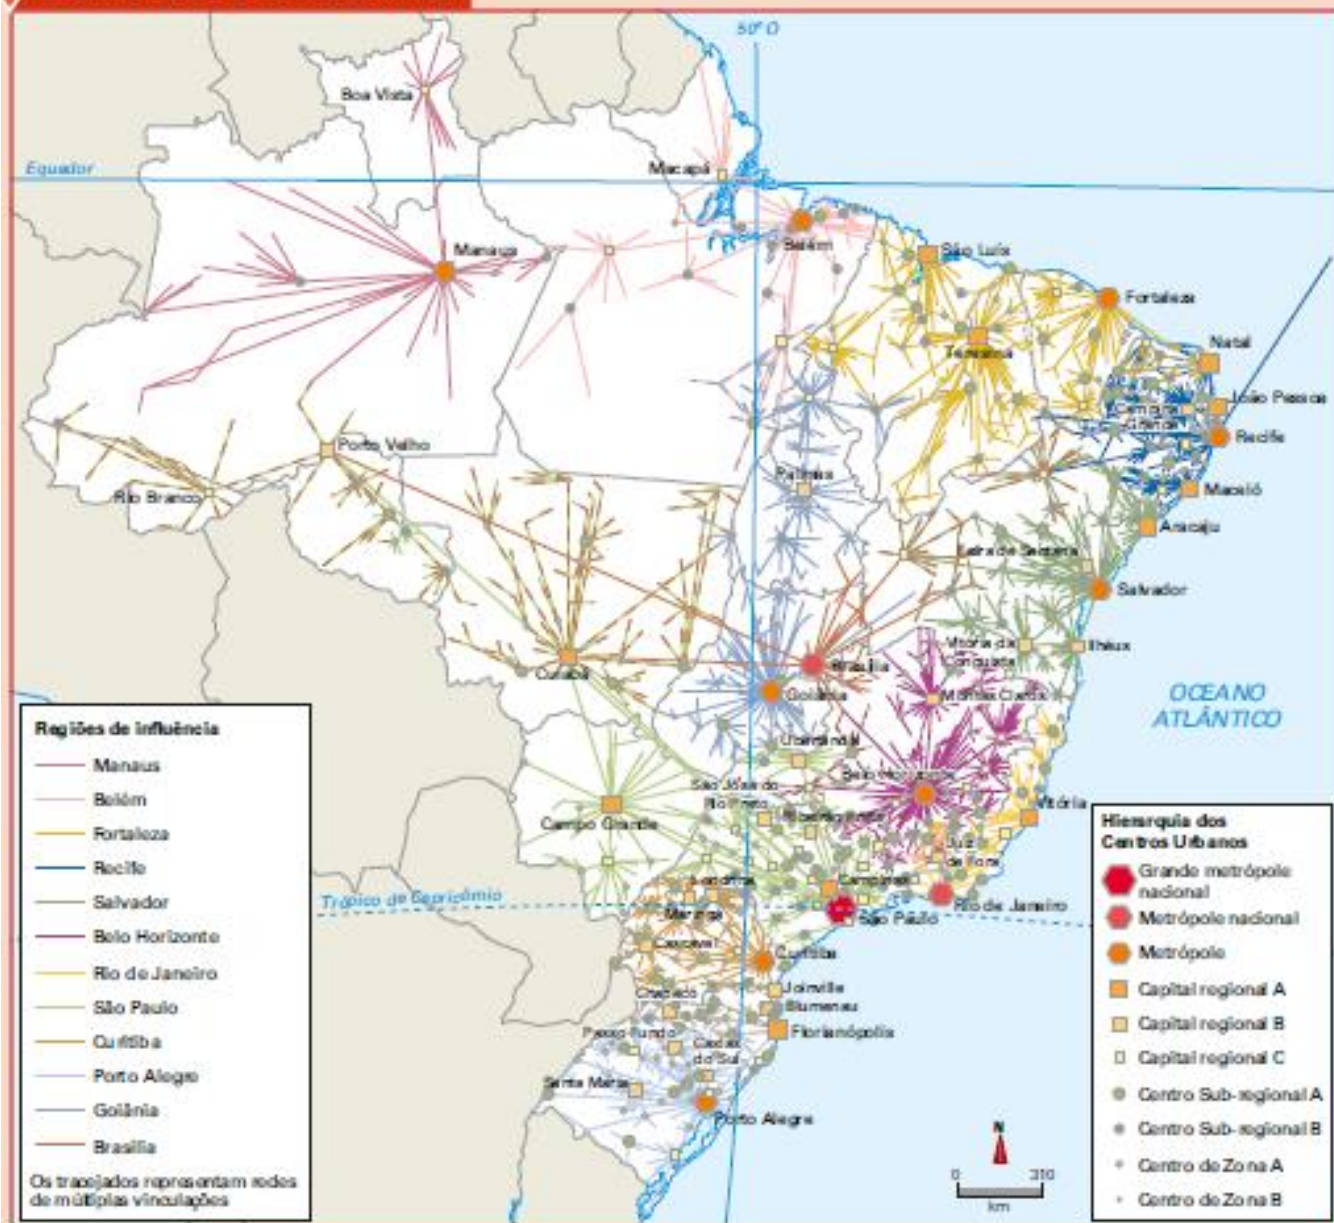 50° O
Boa Vista
Equador
Macapá
Manaus
Belém
São Luís
Fortaleza
Teresina
Natal
João Pessoa
Campina
Grande
Recife
Porto Velho
Rio Branco
Palmas
Maceió
Aracaju
Feira de Santana
Salvador
Vitória da
Conquista
Ilhéus
Cuiabá
Brasília
Goiânia
Montes Claros
OCEANO
ATLÂNTICO
Uberlândia
Belo Horizonte
São José do
Rio Preto
Ribeirão Preto
Vitória
Campo Grande
Juiz
de Fora
Londrina
Campinas
Trópico de Capricórnio
Maringá
São Paulo
Rio de Janeiro
Cascavel
Curitiba
Chapecó
Joinville
Blumenau
Passo Fundo
Florianópolis
Caxias
do Sul
Santa Maria
Porto Alegre
Regiões de influência
Manaus
Belém
Fortaleza
Recife
Salvador
Belo Horizonte
Rio de Janeiro
São Paulo
Curitiba
Porto Alegre
Goiânia
Brasilia
Os tracejados representam redes
de múltiplas vinculações
Hierarquia dos
Centros Urbanos
Grande metrópole
nacional
Metrópole nacional
Metrópole
Capital regional A
Capital regional B
Capital regional C
Centro Sub-regional A
Centro Sub-regional B
Centro de Zona A
Centro de Zona B
N
0 310
km